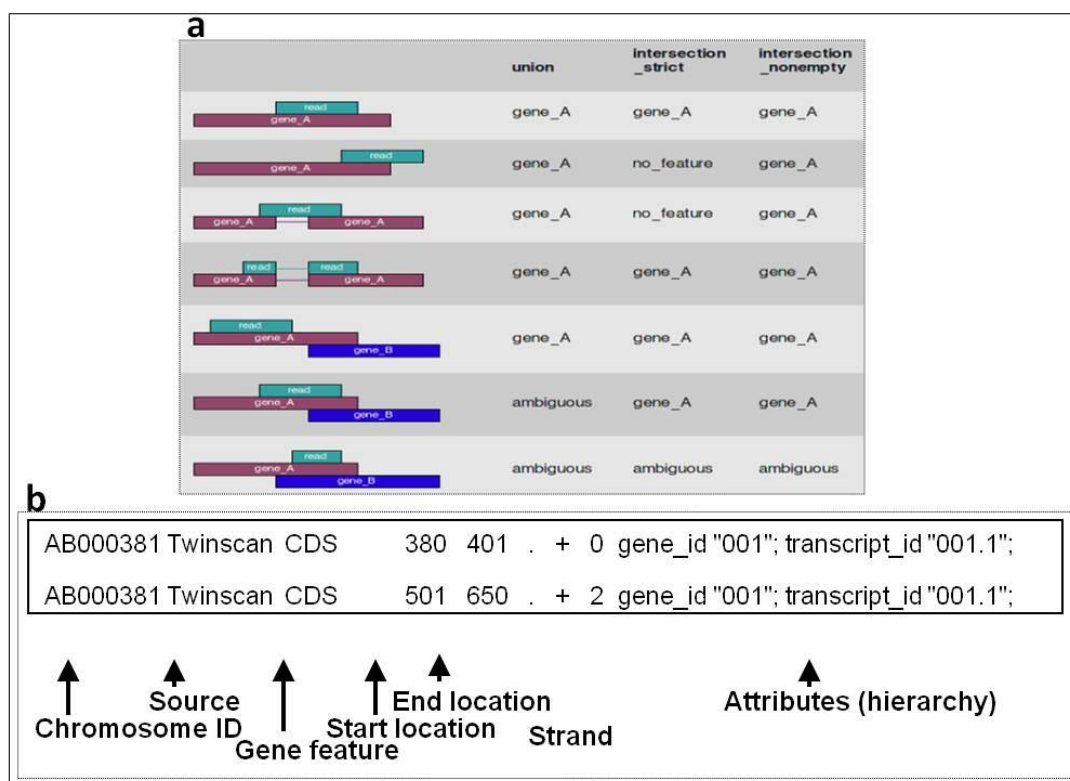 a
union intersection_strict intersection_nonempty
read
gene_A
gene_A gene_A gene_A
read
gene_A
gene_A no_feature gene_A
read
gene_A gene_A
gene_A no_feature gene_A
read read
gene_A gene_A
gene_A gene_A gene_A
read
gene_A
gene_B
gene_A gene_A gene_A
read
gene_A
gene_B
ambiguous gene_A gene_A
read
gene_A
gene_B
ambiguous ambiguous ambiguous
b
AB000381 Twinscan CDS 380 401 . + 0 gene_id "001"; transcript_id "001.1";
AB000381 Twinscan CDS 501 650 . + 2 gene_id "001"; transcript_id "001.1";
Source End location Attributes (hierarchy)
Chromosome ID Start location Strand
Gene feature